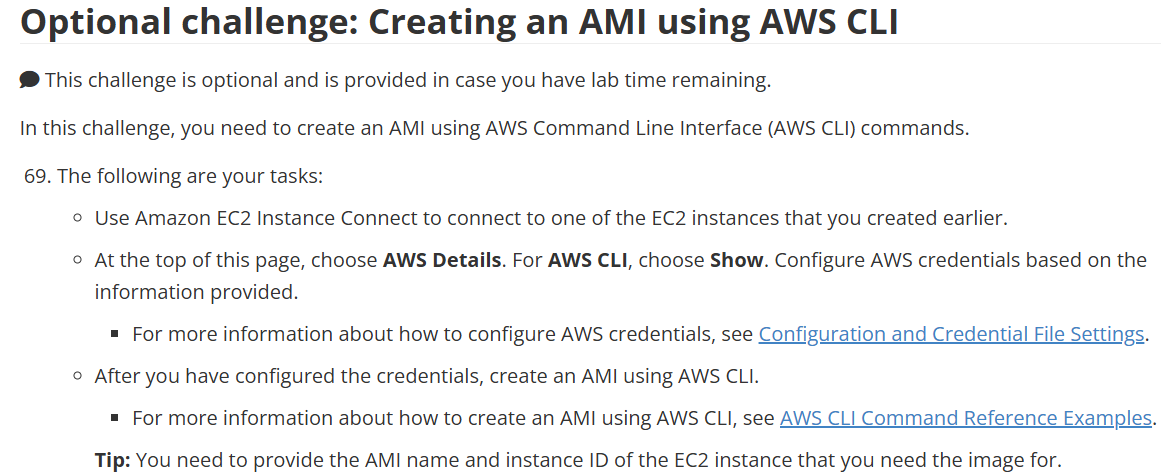 Optional challenge: Creating an AMI using AWS CLI
This challenge is optional and is provided in case you have lab time remaining.
In this challenge, you need to create an AMI using AWS Command Line Interface (AWS CLI) commands.
69. The following are your tasks:
Use Amazon EC2 Instance Connect to connect to one of the EC2 instances that you created earlier.
At the top of this page, choose AWS Details. For AWS CLI, choose Show. Configure AWS credentials based on the
information provided.
For more information about how to configure AWS credentials, see Configuration and Credential File Settings.
After you have configured the credentials, create an AMI using AWS CLI.
For more information about how to create an AMI using AWS CLI, see AWS CLI Command Reference Examples.
Tip: You need to provide the AMI name and instance ID of the EC2 instance that you need the image for.